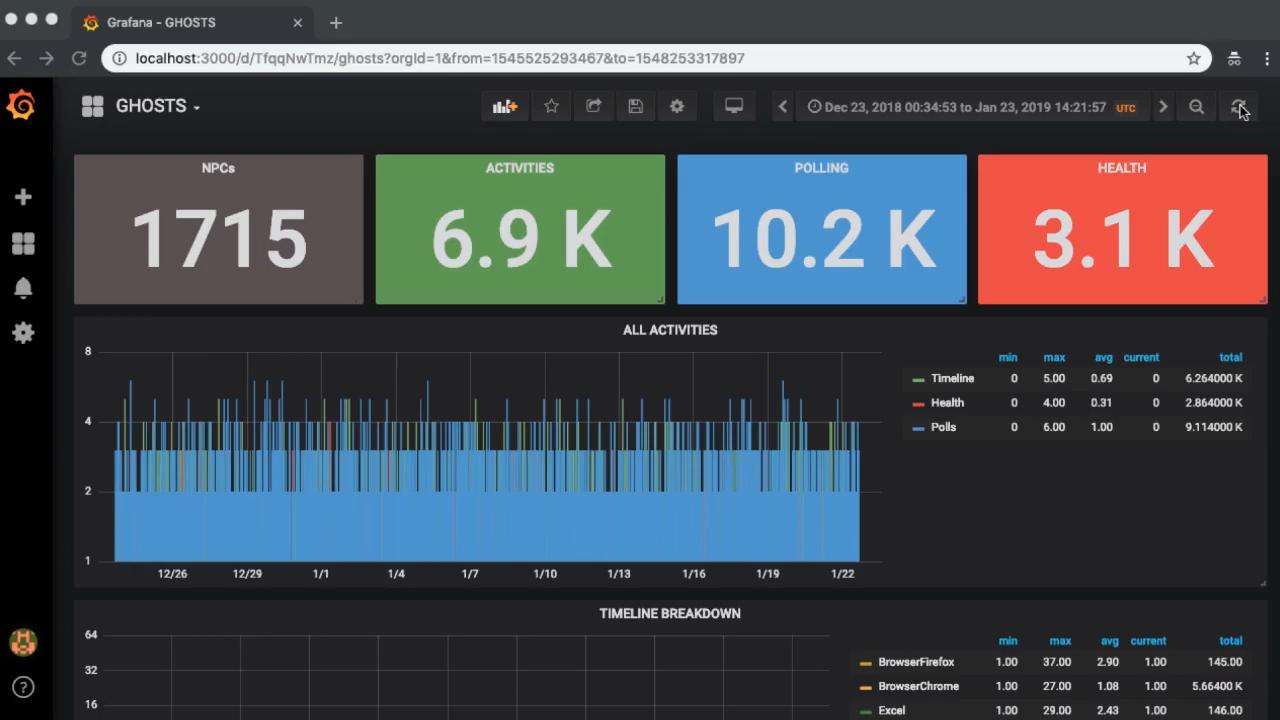 Grafana - GHOSTS
localhost:3000/d/TfqqNwTmz/ghosts?orgId=1&from=1545525293467&to=1548253317897
GHOSTS
Dec 23, 2018 00:34:53 to Jan 23, 2019 14:21:57 UTC
NPCs
1715
ACTIVITIES
6.9 K
POLLING
10.2 K
HEALTH
3.1 K
ALL ACTIVITIES
8
4
2
1
12/26 12/29 1/1 1/4 1/7 1/10 1/13 1/16 1/19 1/22
min max avg current total
Timeline 0 5.00 0.69 0 6.264000 K
Health 0 4.00 0.31 0 2.864000 K
Polls 0 6.00 1.00 0 9.114000 K
TIMELINE BREAKDOWN
64
32
16
min max avg current total
BrowserFirefox 1.00 37.00 2.90 1.00 145.00
BrowserChrome 1.00 27.00 1.08 1.00 5.66400 K
Excel 1.00 29.00 2.43 1.00 146.00